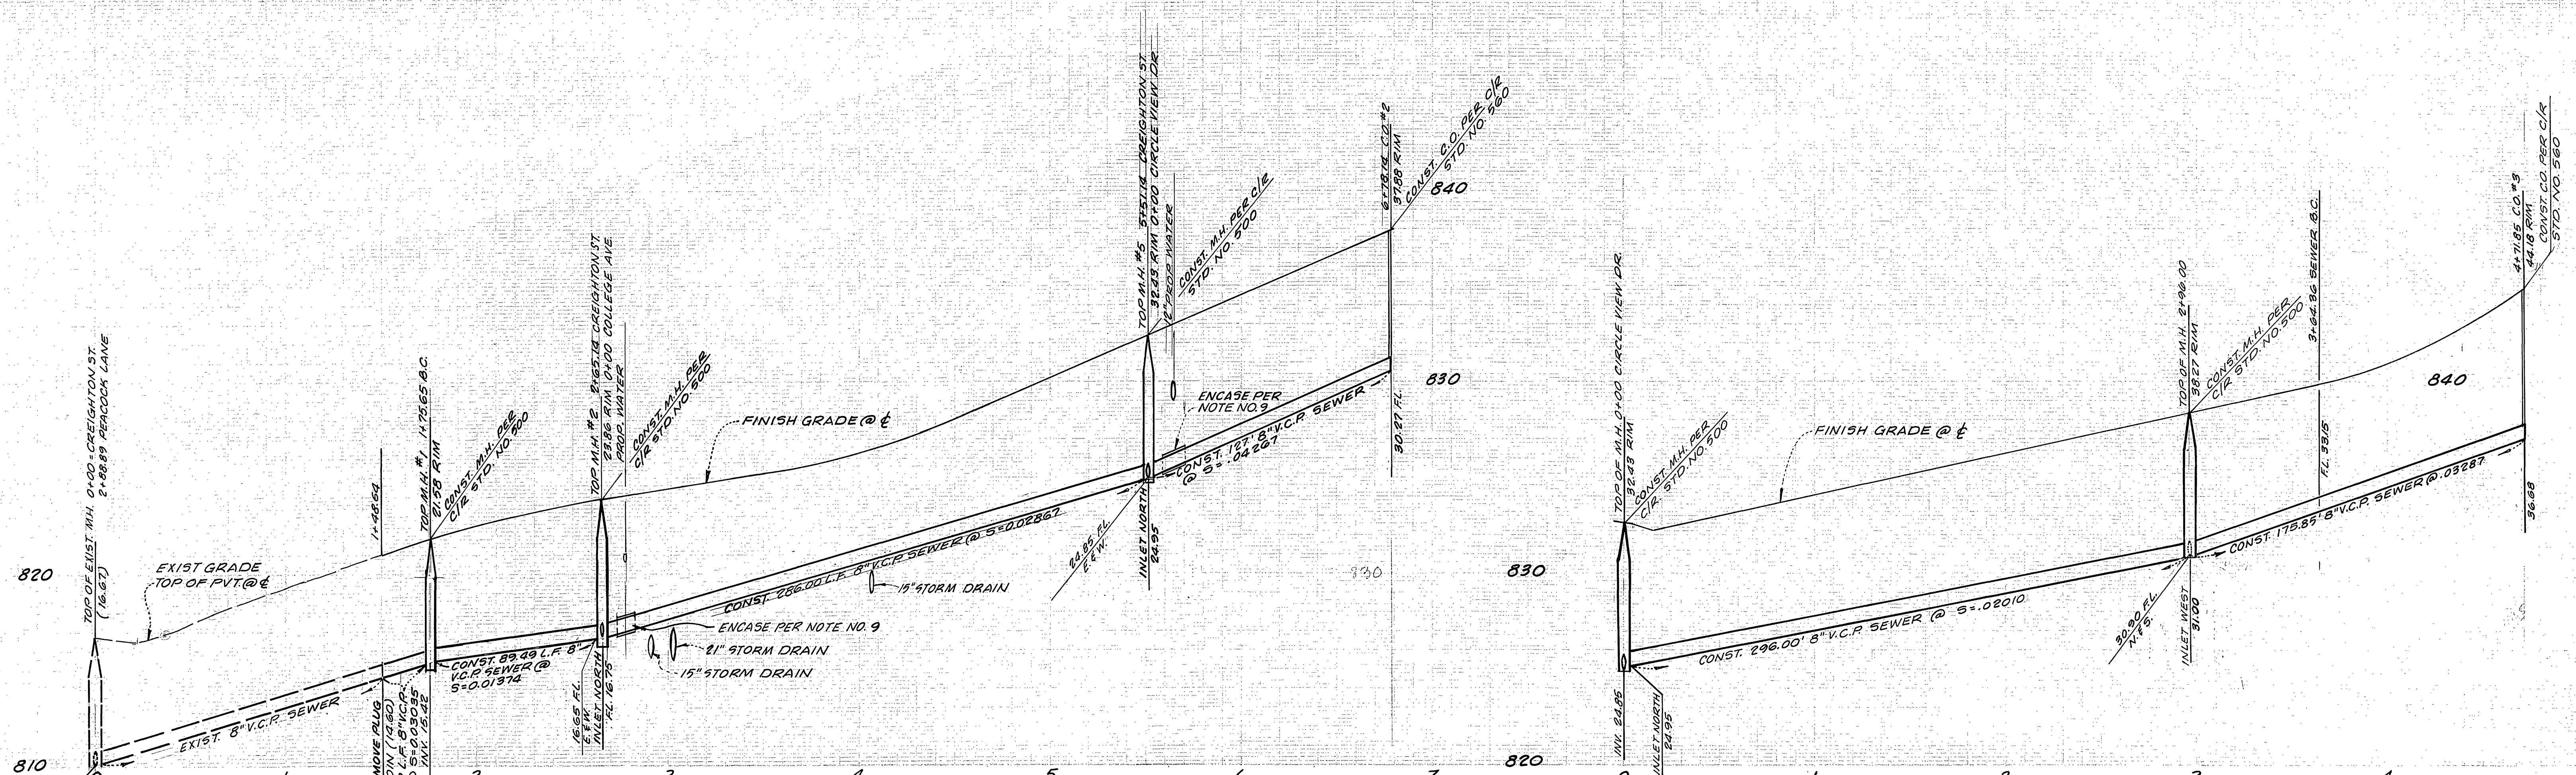 TOP OF EXIST. M.H. 0+00 = CREIGHTON ST.
2+88.89 PEACOCK LANE
(16.67)
820
EXIST GRADE
TOP OF PVT. @ ℄
810
EXIST. 8" V.C.P. SEWER
1+48.64
MOVE PLUG
(14.60)
L.F. 8" V.C.P.
S=0.03035
INV. 15.42
TOP M.H. #1 1+75.65 B.C.
21.58 RIM
CONST. M.H. PER
C/R STD. NO. 500
CONST. 89.49 L.F. 8"
V.C.P. SEWER @
S=0.01374
TOP M.H. #2 2+65.14 CREIGHTON ST.
23.86 RIM 0+00 COLLEGE AVE.
PROP. WATER
CONST. M.H. PER
C/R STD. NO. 500
16.65 F.L.
E. & W.
INLET NORTH
F.L. 16.75
FINISH GRADE @ ℄
ENCASE PER NOTE NO. 9
21" STORM DRAIN
15" STORM DRAIN
CONST. 286.00 L.F. 8" V.C.P. SEWER @ S=0.02867
15" STORM DRAIN
TOP M.H. #5 5+51.14 CREIGHTON ST.
32.43 RIM 0+00 CIRCLE VIEW DR.
12" PROP WATER
CONST. M.H. PER C/R
STD. NO. 500
24.85 F.L.
E. & W.
INLET NORTH
24.95
ENCASE PER
NOTE NO. 9
CONST. 127' 8" V.C.P. SEWER
@ S=.04267
6+78.14 C.O. #2
37.88 RIM
CONST. C.O. PER C/R
STD. NO. 560
30.27 F.L.
840
830
830
830
820
TOP OF M.H. 0+00 CIRCLE VIEW DR.
32.43 RIM
CONST. M.H. PER
C/R. STD. NO. 500
INV. 24.85
INLET NORTH
24.95
FINISH GRADE @ ℄
CONST. 296.00' 8" V.C.P. SEWER @ S=.02010
TOP OF M.H. 2+96.00
38.27 RIM
CONST. M.H. PER
C/R STD. NO. 500
30.90 F.L.
N. & S.
INLET WEST
31.00
3+64.86 SEWER B.C.
F.L. 33.15
CONST. 175.85' 8" V.C.P. SEWER @ .03287
840
4+71.85 C.O. #3
44.18 RIM
CONST. C.O. PER C/R
STD. NO. 560
36.68